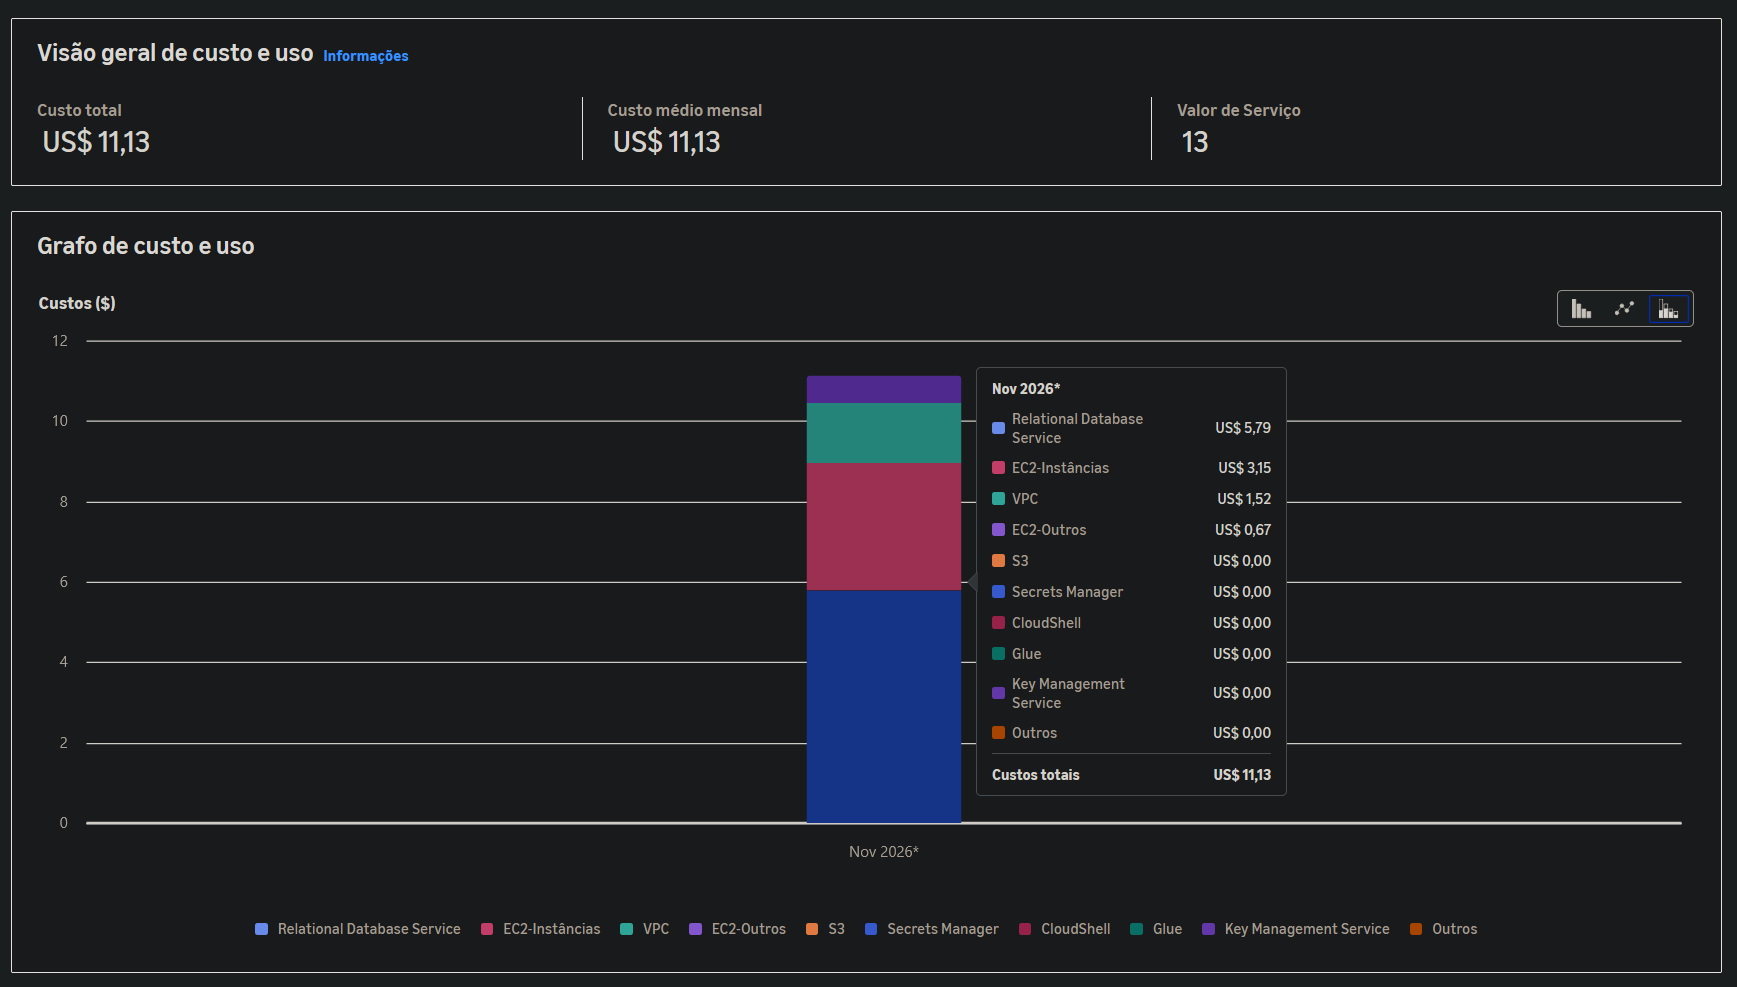 Visão geral de custo e uso Informações
Custo total
US$ 11,13
Custo médio mensal
US$ 11,13
Valor de Serviço
13
Grafo de custo e uso
Custos ($)
12
10
8
6
4
2
0
Nov 2026*
Nov 2026*
Relational Database
Service
US$ 5,79
EC2-Instâncias US$ 3,15
VPC US$ 1,52
EC2-Outros US$ 0,67
S3 US$ 0,00
Secrets Manager US$ 0,00
CloudShell US$ 0,00
Glue US$ 0,00
Key Management
Service
US$ 0,00
Outros US$ 0,00
Custos totais US$ 11,13
Relational Database Service EC2-Instâncias VPC EC2-Outros S3 Secrets Manager CloudShell Glue Key Management Service Outros